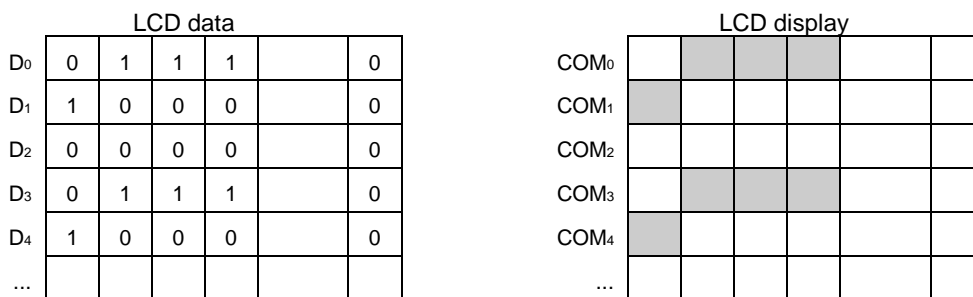 LCD data LCD display
D0 0 1 1 1 0 COM0
D1 1 0 0 0 0 COM1
D2 0 0 0 0 0 COM2
D3 0 1 1 1 0 COM3
D4 1 0 0 0 0 COM4
... ...